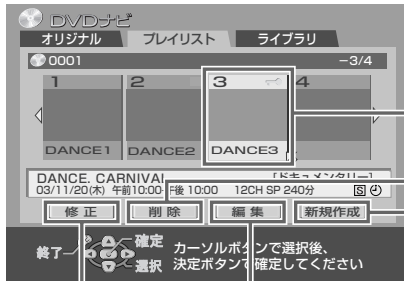 DVDナビ
オリジナル プレイリスト ライブラリ
0001 −3/4
1 2 3 4
DANCE1 DANCE2 DANCE3
DANCE. CARNIVAL [ドキュメンタリー]
03/11/20(木) 午前10:00- 午後 10:00 12CH SP 240分 S
修正 削除 編集 新規作成
終了 確定 カーソルボタンで選択後、
選択 決定ボタンで確定してください